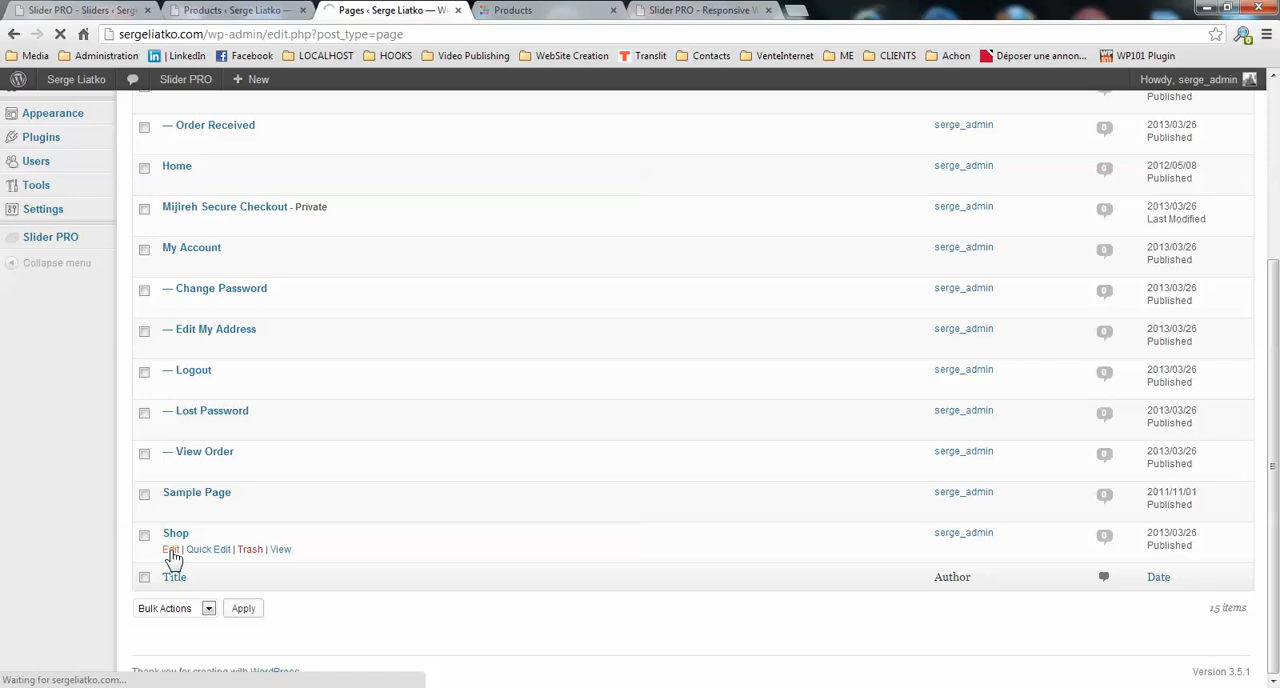 Slider PRO - Sliders ‹ Serge
Products ‹ Serge Liatko —
Pages ‹ Serge Liatko — W
Products
Slider PRO - Responsive W
sergeliatko.com/wp-admin/edit.php?post_type=page
Media
Administration
LinkedIn
Facebook
LOCALHOST
HOOKS
Video Publishing
WebSite Creation
Translit
Contacts
VenteInternet
ME
CLIENTS
Achon
Déposer une annon...
WP101 Plugin
Serge Liatko
Slider PRO
+ New
Howdy, serge_admin
Appearance
Plugins
Users
Tools
Settings
Slider PRO
Collapse menu
0 Published
— Order Received serge_admin 0 2013/03/26
Published
Home serge_admin 0 2012/05/08
Published
Mijireh Secure Checkout - Private serge_admin 0 2013/03/26
Last Modified
My Account serge_admin 0 2013/03/26
Published
— Change Password serge_admin 0 2013/03/26
Published
— Edit My Address serge_admin 0 2013/03/26
Published
— Logout serge_admin 0 2013/03/26
Published
— Lost Password serge_admin 0 2013/03/26
Published
— View Order serge_admin 0 2013/03/26
Published
Sample Page serge_admin 0 2011/11/01
Published
Shop serge_admin 0 2013/03/26
Edit | Quick Edit | Trash | View Published
Title Author Date
Bulk Actions Apply 15 items
Thank you for creating with WordPress. Version 3.5.1
Waiting for sergeliatko.com...